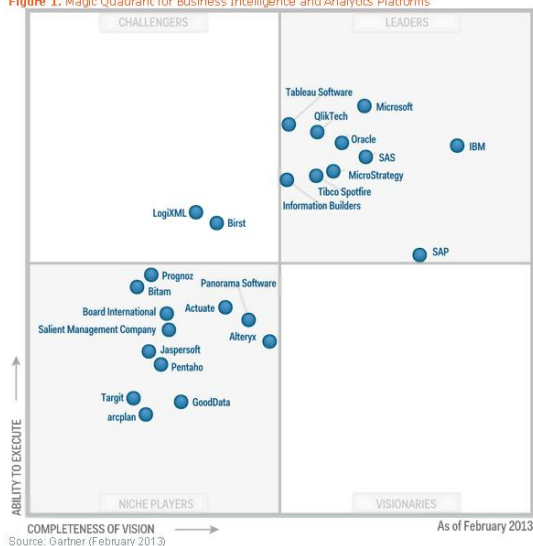 Figure 1. Magic Quadrant for Business Intelligence and Analytics Platforms
CHALLENGERS
LEADERS
Tableau Software
Microsoft
QlikTech
Oracle
IBM
SAS
MicroStrategy
Tibco Spotfire
Information Builders
LogiXML
Birst
SAP
Prognoz
Bitam
Panorama Software
Board International
Actuate
Salient Management Company
Alteryx
Jaspersoft
Pentaho
Targit
GoodData
arcplan
ABILITY TO EXECUTE
NICHE PLAYERS
VISIONARIES
COMPLETENESS OF VISION
As of February 2013
Source: Gartner (February 2013)